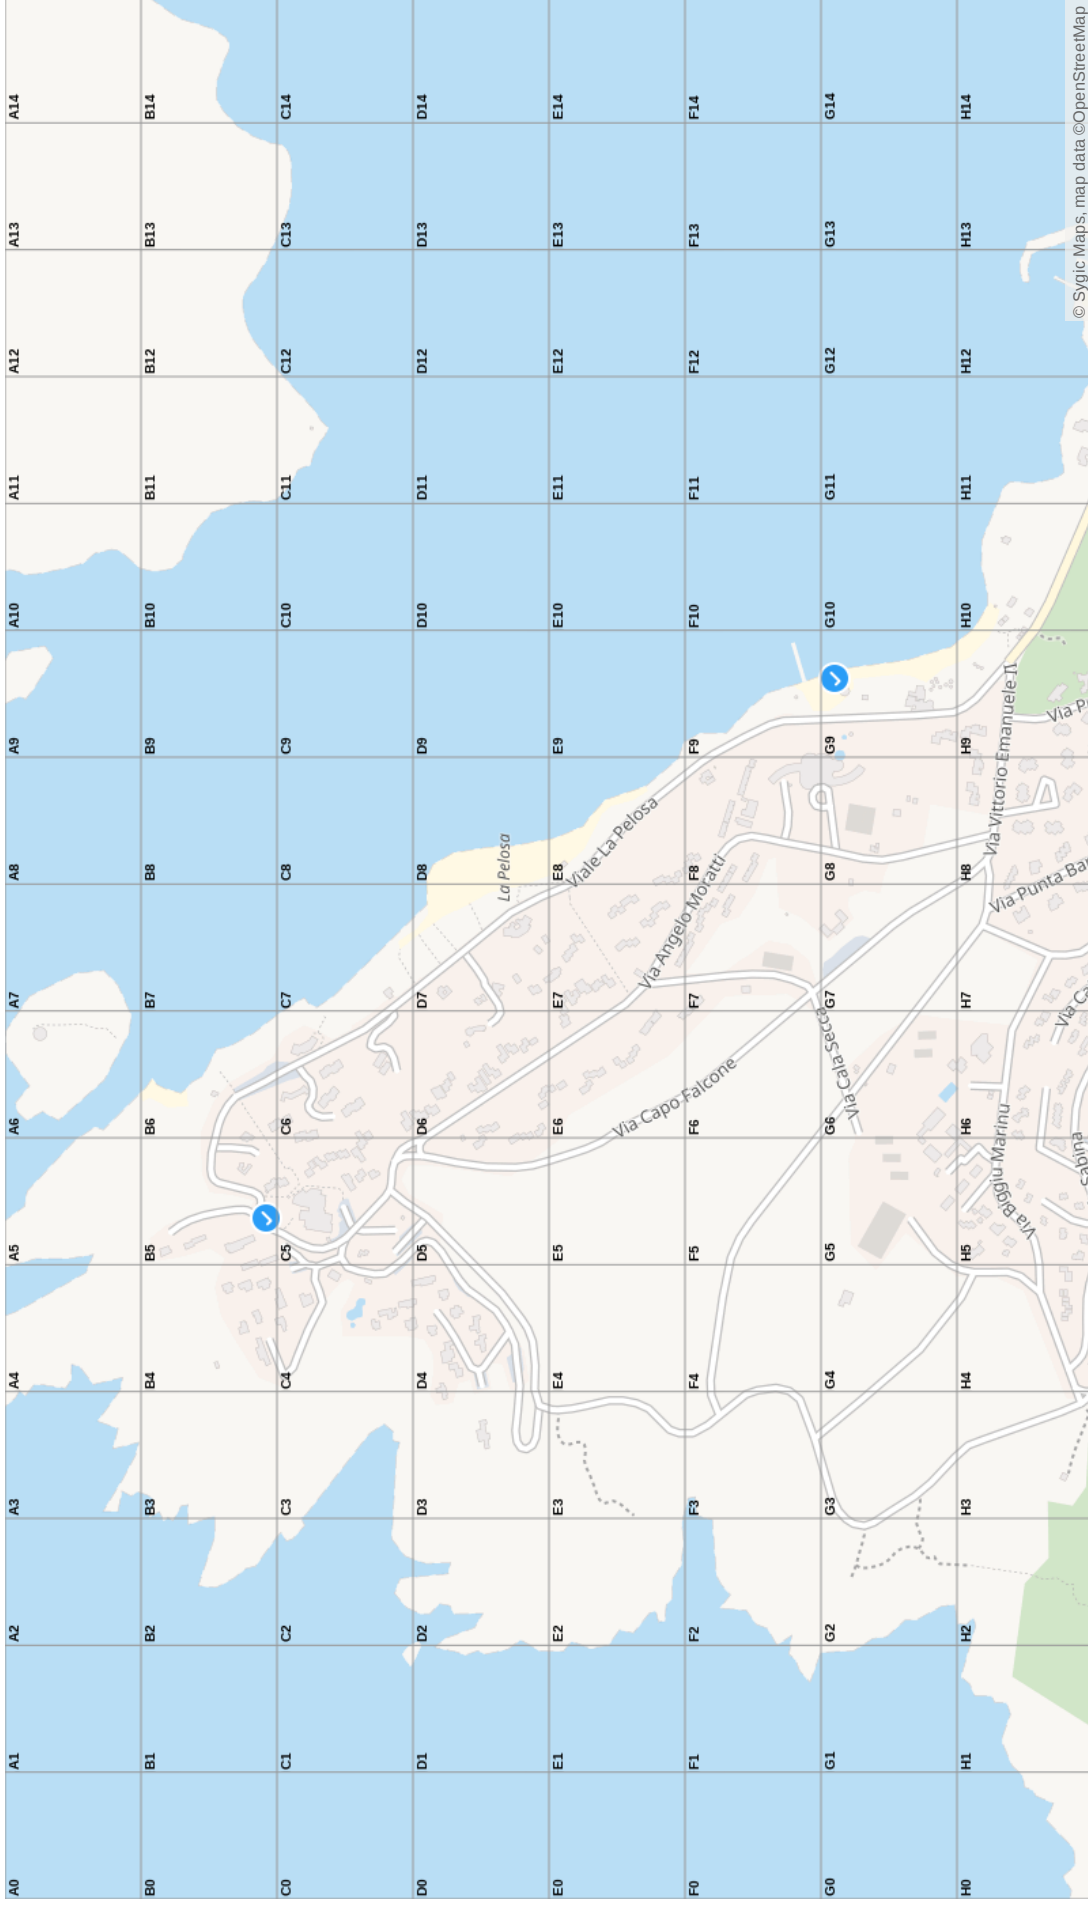 A0 A1 A2 A3 A4 A5 A6 A7 A8 A9 A10 A11 A12 A13 A14
B0 B1 B2 B3 B4 B5 B6 B7 B8 B9 B10 B11 B12 B13 B14
C0 C1 C2 C3 C4 C5 C6 C7 C8 C9 C10 C11 C12 C13 C14
D0 D1 D2 D3 D4 D5 D6 D7 D8 D9 D10 D11 D12 D13 D14
La Pelosa
E0 E1 E2 E3 E4 E5 E6 E7 E8 E9 E10 E11 E12 E13 E14
Viale La Pelosa
Via Angelo Moratti
Via Capo Falcone
F0 F1 F2 F3 F4 F5 F6 F7 F8 F9 F10 F11 F12 F13 F14
G0 G1 G2 G3 G4 G5 G6 G7 G8 G9 G10 G11 G12 G13 G14
Via Cala Secca
H0 H1 H2 H3 H4 H5 H6 H7 H8 H9 H10 H11 H12 H13 H14
Via Biggiu Marinu
Via Vittorio Emanuele II
Via Punta Ba
Via P
Via Ca
Sabina
© Sygic Maps, map data ©OpenStreetMap